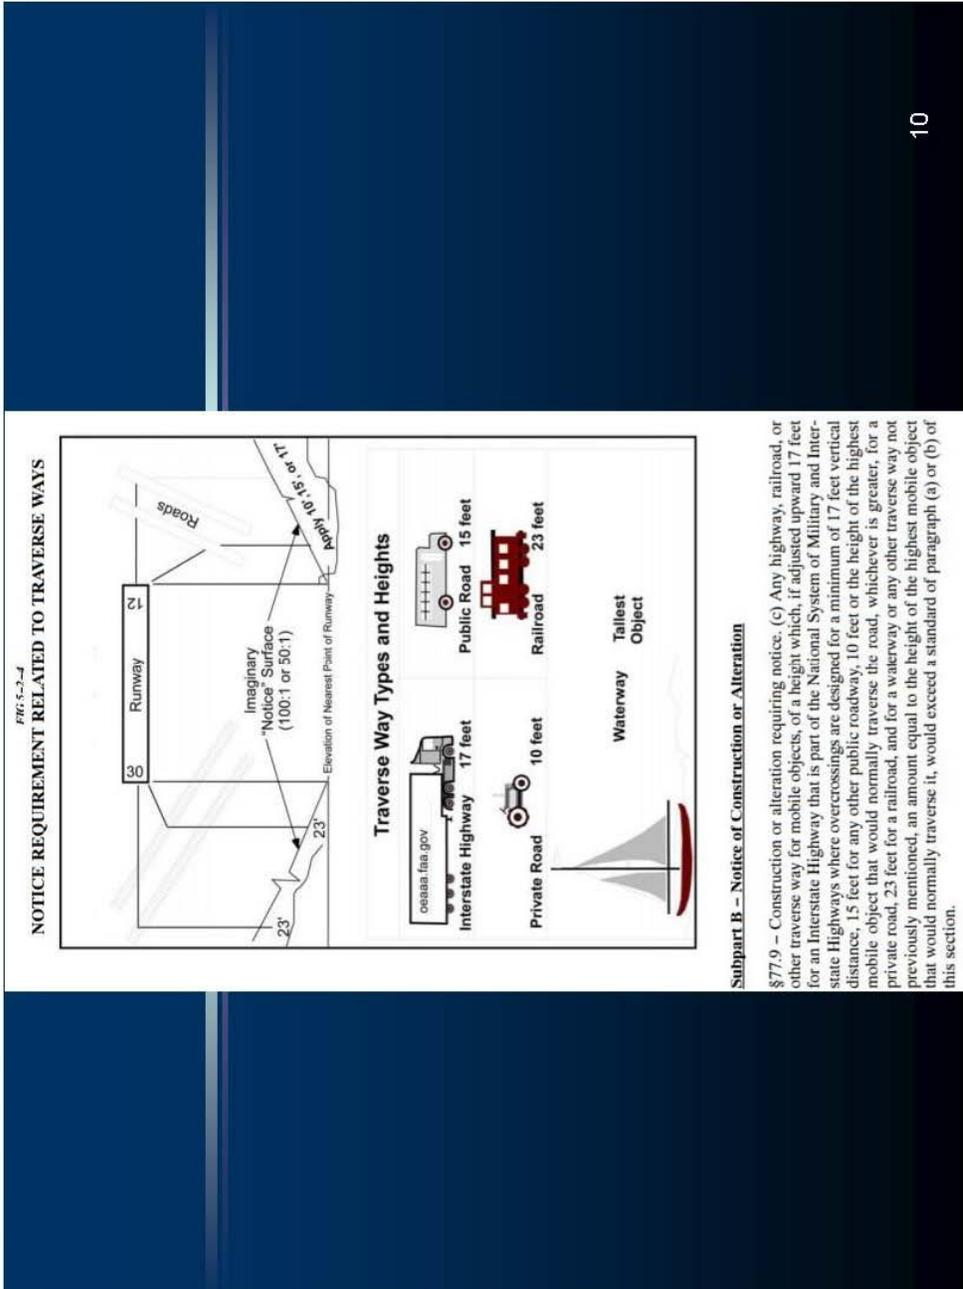 FIG 5-2-4
NOTICE REQUIREMENT RELATED TO TRAVERSE WAYS
30
Runway
12
Roads
Imaginary
"Notice" Surface
(100:1 or 50:1)
23'
23'
Elevation of Nearest Point of Runway
Apply 10', 15', or 17'
Traverse Way Types and Heights
oeaaa.faa.gov
Interstate Highway 17 feet
Public Road 15 feet
Private Road 10 feet
Railroad 23 feet
Waterway Tallest
Object
Subpart B – Notice of Construction or Alteration
§77.9 – Construction or alteration requiring notice. (c) Any highway, railroad, or
other traverse way for mobile objects, of a height which, if adjusted upward 17 feet
for an Interstate Highway that is part of the National System of Military and Inter-
state Highways where overcrossings are designed for a minimum of 17 feet vertical
distance, 15 feet for any other public roadway, 10 feet or the height of the highest
mobile object that would normally traverse the road, whichever is greater, for a
private road, 23 feet for a railroad, and for a waterway or any other traverse way not
previously mentioned, an amount equal to the height of the highest mobile object
that would normally traverse it, would exceed a standard of paragraph (a) or (b) of
this section.
10